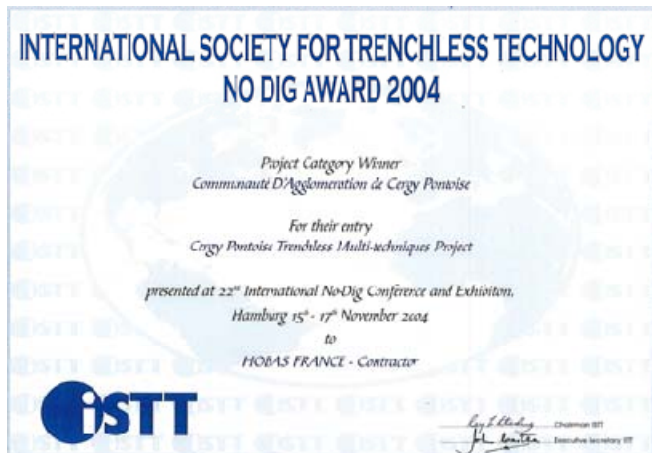 INTERNATIONAL SOCIETY FOR TRENCHLESS TECHNOLOGY
NO DIG AWARD 2004
Project Category Winner
Communauté D'Agglomeration de Cergy Pontoise
For their entry
Cergy Pontoise Trenchless Multi-techniques Project
presented at 22nd International No-Dig Conference and Exhibiton,
Hamburg 15th - 17th November 2004
to
HOBAS FRANCE - Contractor
ISTT
Chairman ISTT
Executive Secretary ISTT